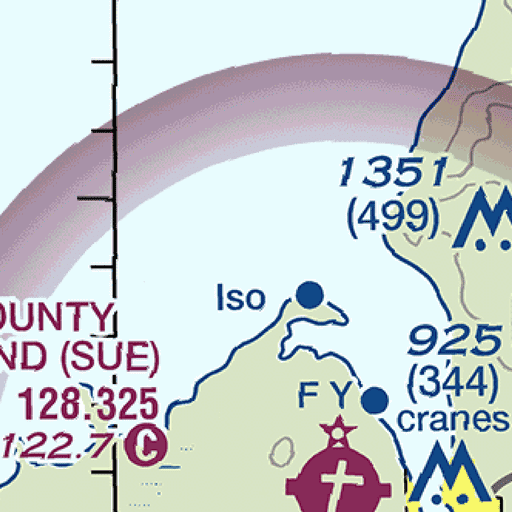 1351
(499)
Iso
OUNTY
ND (SUE)
128.325
122.7 C
925
(344)
cranes
F Y